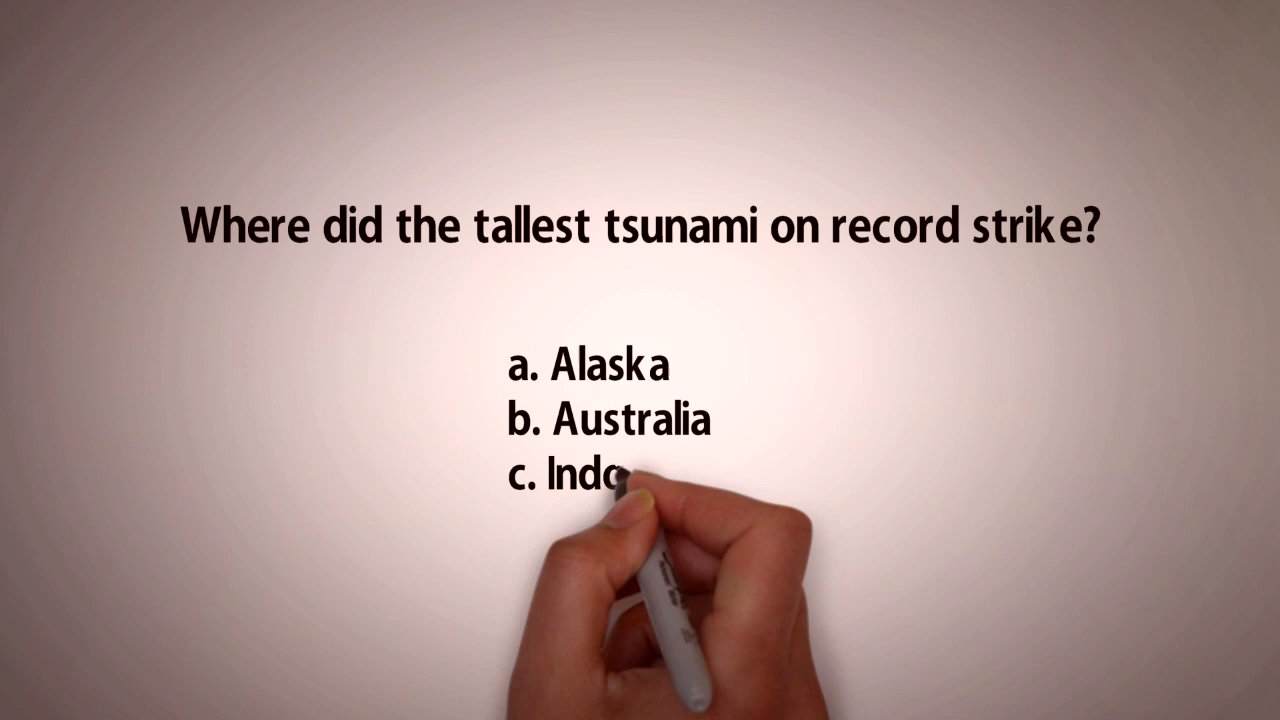 Where did the tallest tsunami on record strike?
a. Alaska
b. Australia
c. Indo